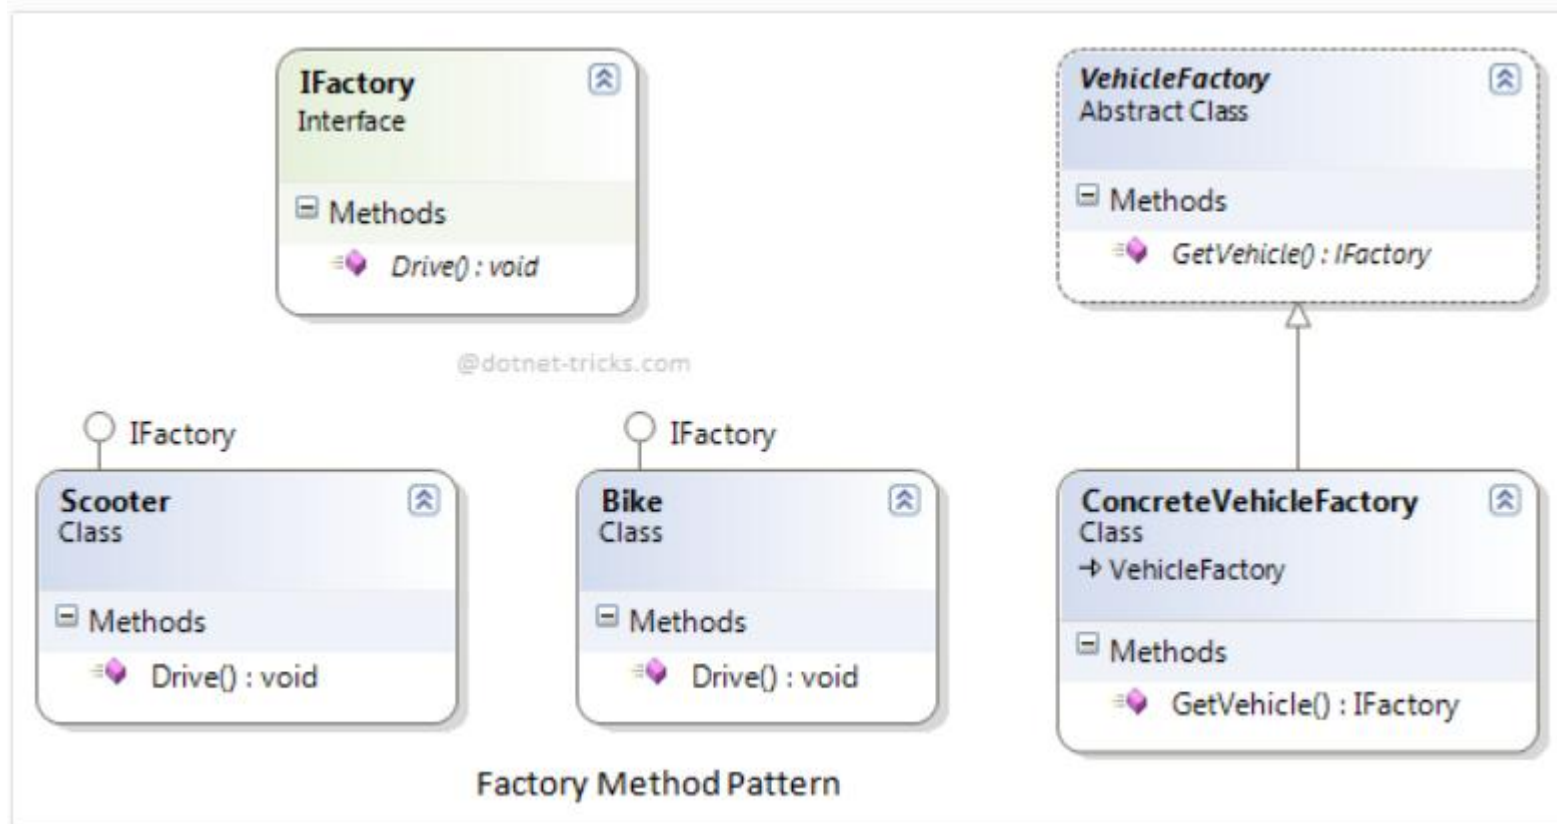 IFactory
Interface
Methods
Drive() : void
VehicleFactory
Abstract Class
Methods
GetVehicle() : IFactory
@dotnet-tricks.com
IFactory
Scooter
Class
Methods
Drive() : void
IFactory
Bike
Class
Methods
Drive() : void
ConcreteVehicleFactory
Class
VehicleFactory
Methods
GetVehicle() : IFactory
Factory Method Pattern